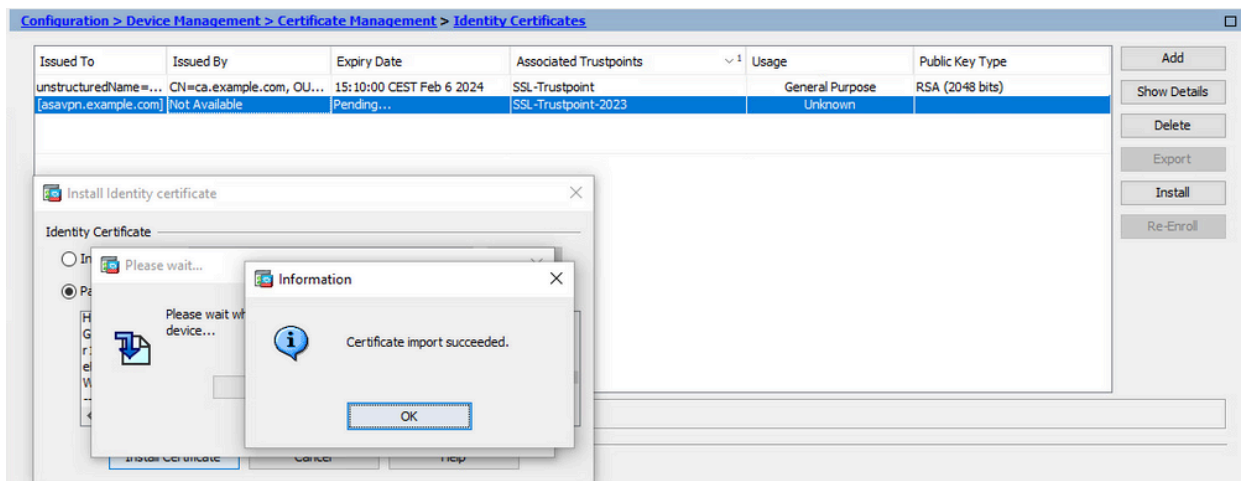 Configuration > Device Management > Certificate Management > Identity Certificates
Issued To Issued By Expiry Date Associated Trustpoints 1 Usage Public Key Type
unstructuredName=... CN=ca.example.com, OU... 15:10:00 CEST Feb 6 2024 SSL-Trustpoint General Purpose RSA (2048 bits)
[asavpn.example.com] Not Available Pending... SSL-Trustpoint-2023 Unknown
Add
Show Details
Delete
Export
Install
Re-Enroll
Install Identity certificate
Identity Certificate
Please wait...
Please wait
device...
Information
Certificate import succeeded.
OK
Install Certificate Cancel Help